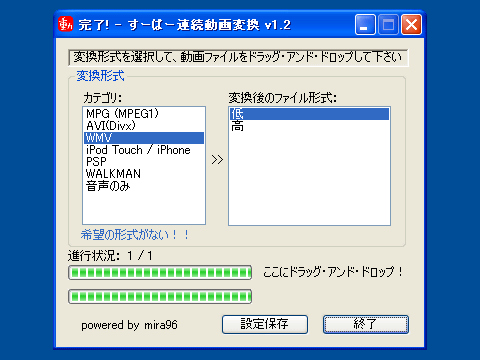 完了! - すーぱー連続動画変換 v1.2
変換形式を選択して、動画ファイルをドラッグ・アンド・ドロップして下さい
変換形式
カテゴリ:
変換後のファイル形式:
MPG (MPEG1)
AVI(Divx)
WMV
iPod Touch / iPhone
PSP
WALKMAN
音声のみ
>>
低
高
希望の形式がない！！
進行状況: 1 / 1
ここにドラッグ・アンド・ドロップ！
powered by mira96
設定保存
終了